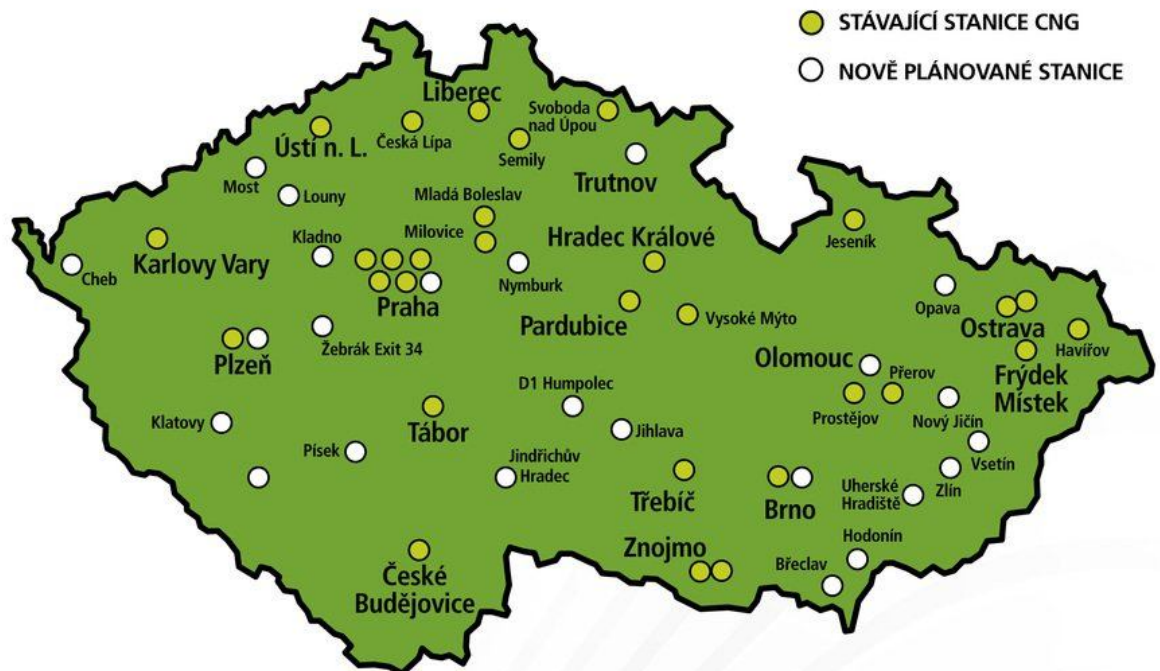 STÁVAJÍCÍ STANICE CNG
NOVĚ PLÁNOVANÉ STANICE
Liberec
Svoboda
nad Úpou
Ústí n. L.
Česká Lípa
Semily
Most
Trutnov
Louny
Mladá Boleslav
Jeseník
Kladno
Milovice
Hradec Králové
Karlovy Vary
Cheb
Nymburk
Opava
Praha
Pardubice
Vysoké Mýto
Ostrava
Havířov
Žebrák Exit 34
Plzeň
Olomouc
Přerov
Frýdek
Místek
D1 Humpolec
Prostějov
Nový Jičín
Klatovy
Tábor
Jihlava
Písek
Jindřichův
Hradec
Vsetín
Třebíč
Brno
Uherské
Hradiště
Zlín
Znojmo
Hodonín
Břeclav
České
Budějovice